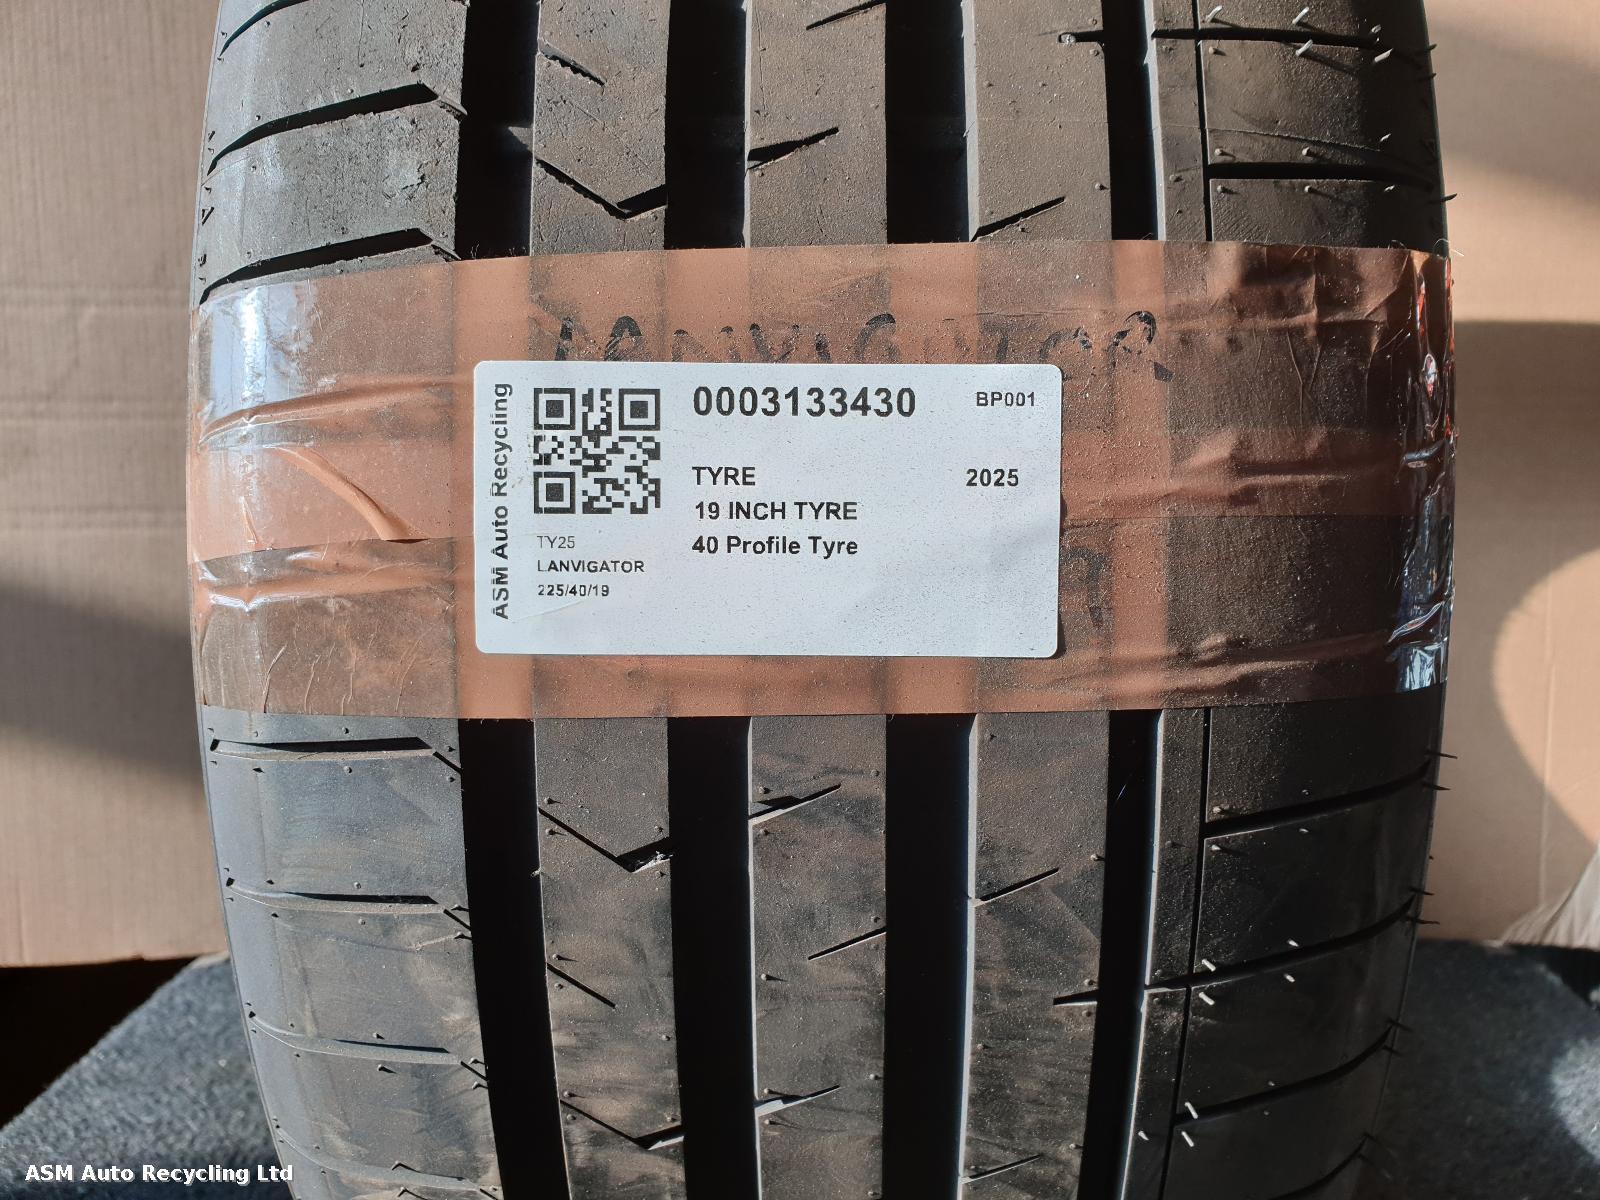 LANVIGATOR
ASM Auto Recycling
0003133430
BP001
TYRE
2025
19 INCH TYRE
40 Profile Tyre
TY25
LANVIGATOR
225/40/19
ASM Auto Recycling Ltd